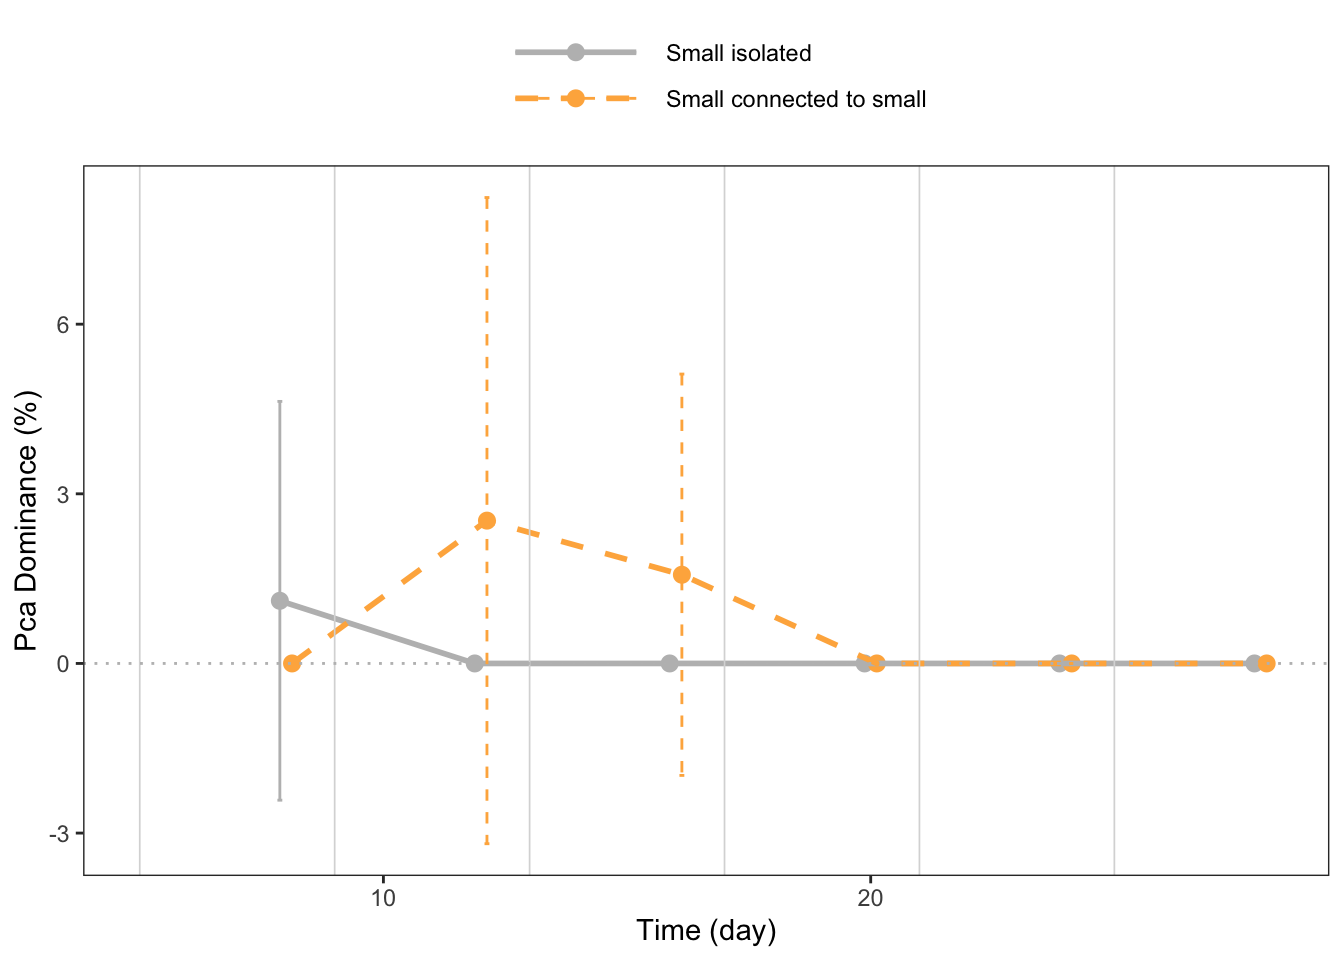 Small isolated
Small connected to small
Pca Dominance (%)
6
3
0
-3
10
20
Time (day)